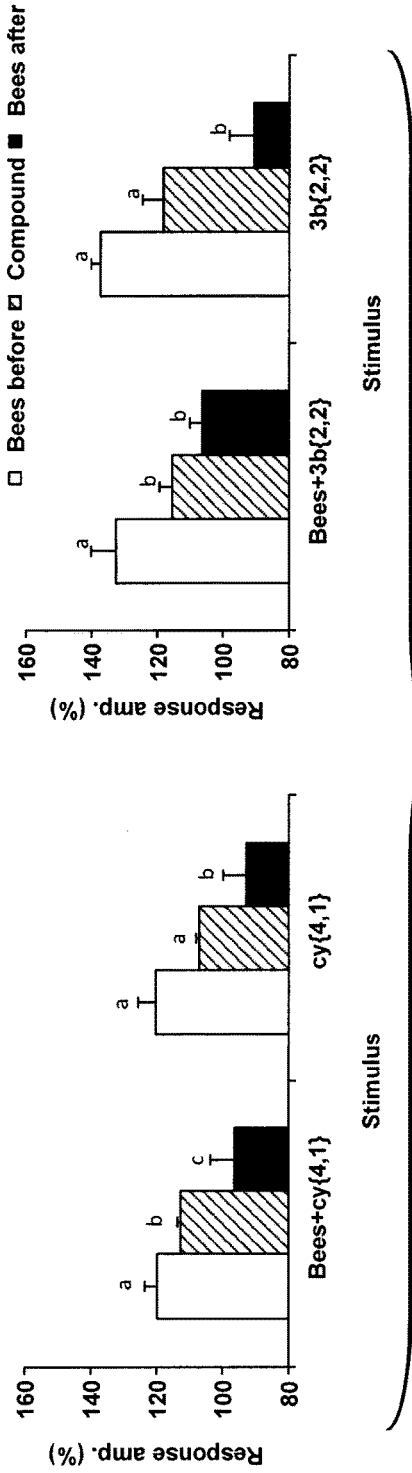 □ Bees before ▨ Compound ■ Bees after
Response amp. (%)
160
140
120
100
80
a
b
c
a
a
b
Bees+cy{4,1}
cy{4,1}
Stimulus
Response amp. (%)
160
140
120
100
80
a
b
b
a
a
b
Bees+3b{2,2}
3b{2,2}
Stimulus